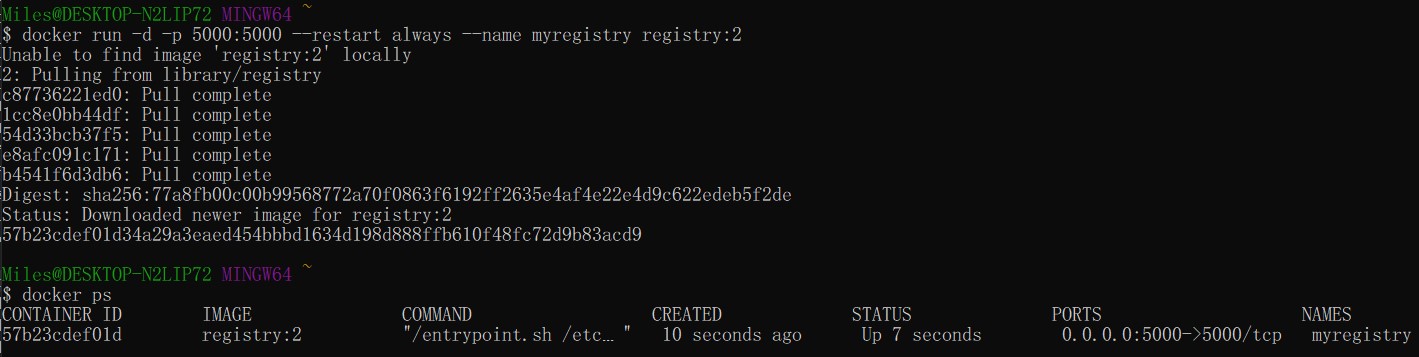 Miles@DESKTOP-N2LIP72 MINGW64 ~
$ docker run -d -p 5000:5000 --restart always --name myregistry registry:2
Unable to find image 'registry:2' locally
2: Pulling from library/registry
c87736221ed0: Pull complete
1cc8e0bb44df: Pull complete
54d33bcb37f5: Pull complete
e8afc091c171: Pull complete
b4541f6d3db6: Pull complete
Digest: sha256:77a8fb00c00b99568772a70f0863f6192ff2635e4af4e22e4d9c622edeb5f2de
Status: Downloaded newer image for registry:2
57b23cdef01d34a29a3eaed454bbbd1634d198d888ffb610f48fc72d9b83acd9
Miles@DESKTOP-N2LIP72 MINGW64 ~
$ docker ps
CONTAINER ID IMAGE COMMAND CREATED STATUS PORTS NAMES
57b23cdef01d registry:2 "/entrypoint.sh /etc…" 10 seconds ago Up 7 seconds 0.0.0.0:5000->5000/tcp myregistry